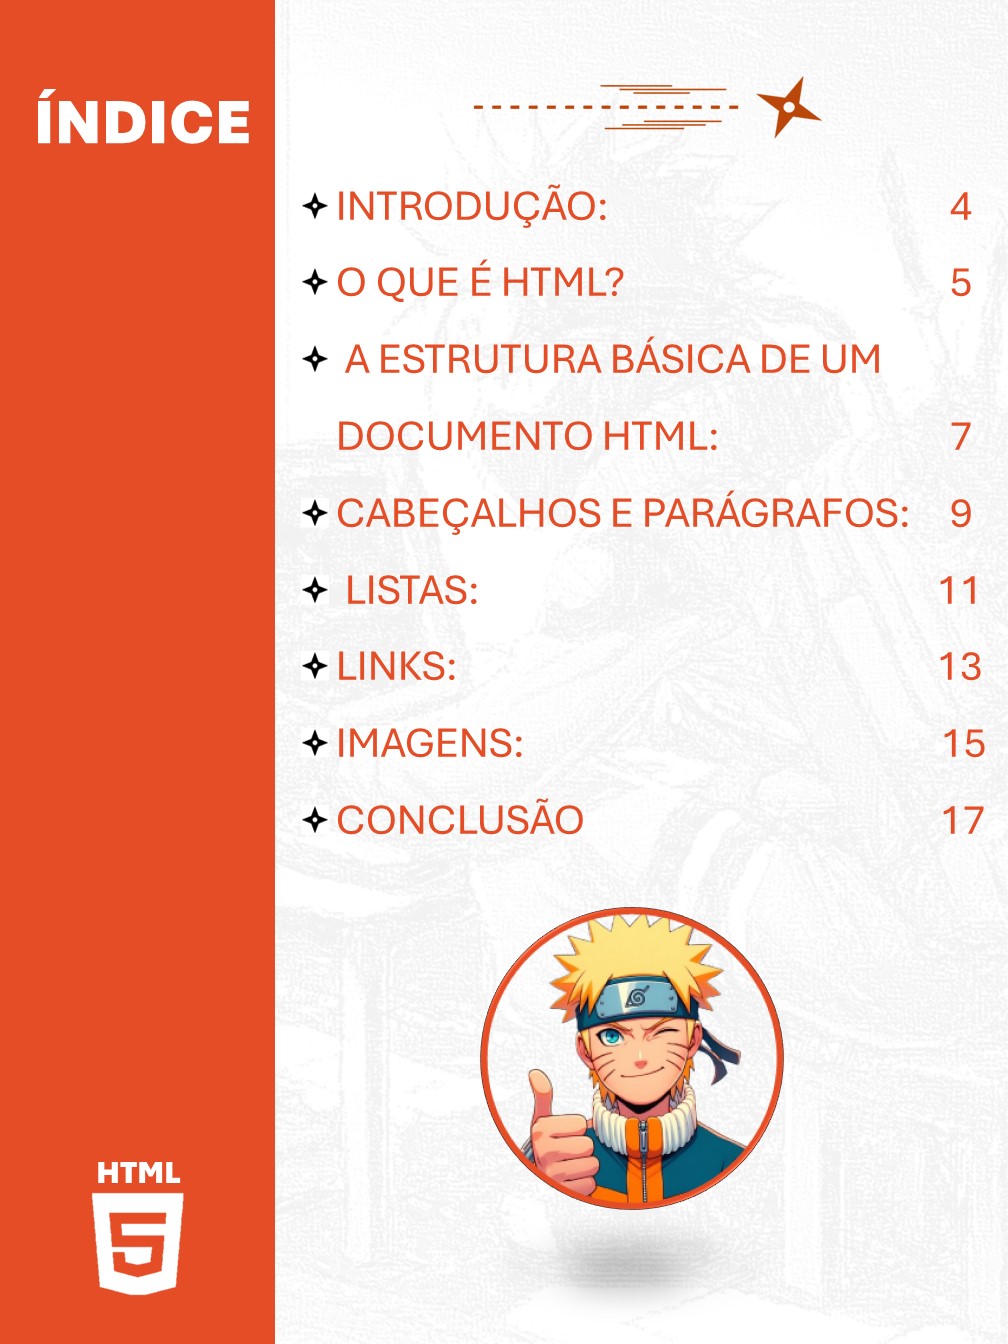 ÍNDICE
INTRODUÇÃO: 4
O QUE É HTML? 5
A ESTRUTURA BÁSICA DE UM
DOCUMENTO HTML: 7
CABEÇALHOS E PARÁGRAFOS: 9
LISTAS: 11
LINKS: 13
IMAGENS: 15
CONCLUSÃO 17
HTML
5